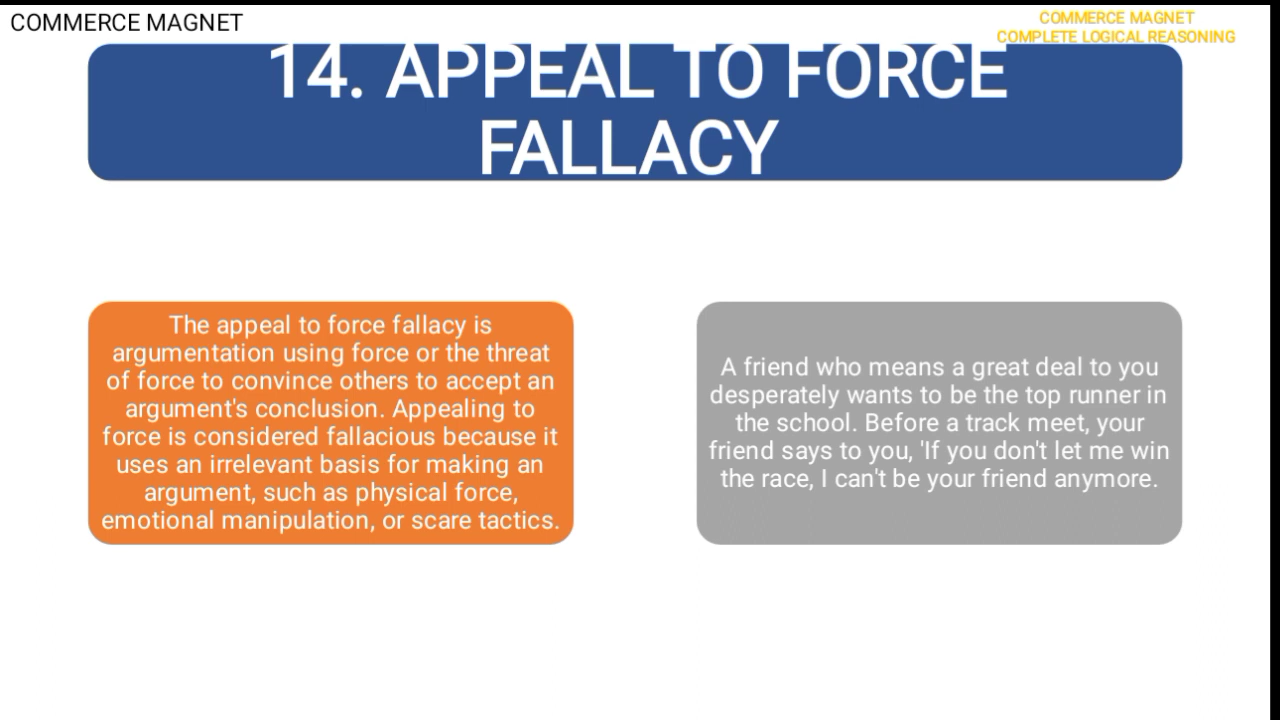 COMMERCE MAGNET
COMMERCE MAGNET
COMPLETE LOGICAL REASONING
14. APPEAL TO FORCE
FALLACY
The appeal to force fallacy is
argumentation using force or the threat
of force to convince others to accept an
argument's conclusion. Appealing to
force is considered fallacious because it
uses an irrelevant basis for making an
argument, such as physical force,
emotional manipulation, or scare tactics.
A friend who means a great deal to you
desperately wants to be the top runner in
the school. Before a track meet, your
friend says to you, 'If you don't let me win
the race, I can't be your friend anymore.